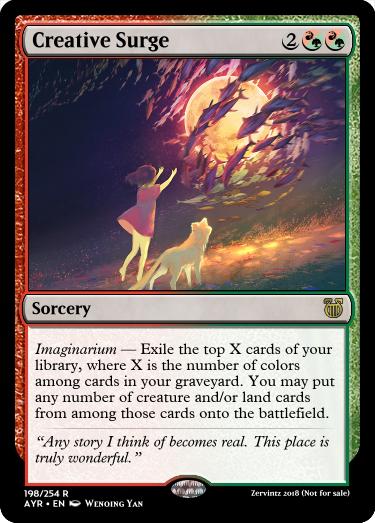 Creative Surge 2
Sorcery
Imaginarium — Exile the top X cards of your
library, where X is the number of colors
among cards in your graveyard. You may put
any number of creature and/or land cards
from among those cards onto the battlefield.
“Any story I think of becomes real. This place is
truly wonderful.”
198/254 R
AYR • EN Wenqing Yan
Zervintz 2018 (Not for sale)